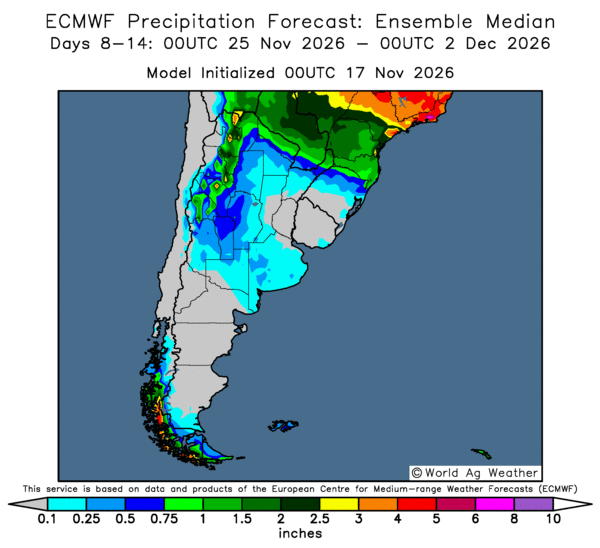 ECMWF Precipitation Forecast: Ensemble Median
Days 8-14: 00UTC 25 Nov 2026 - 00UTC 2 Dec 2026
Model Initialized 00UTC 17 Nov 2026
© World Ag Weather
This service is based on data and products of the European Centre for Medium-range Weather Forecasts (ECMWF)
0.1 0.25 0.5 0.75 1 1.5 2 2.5 3 4 5 6 8 10
inches